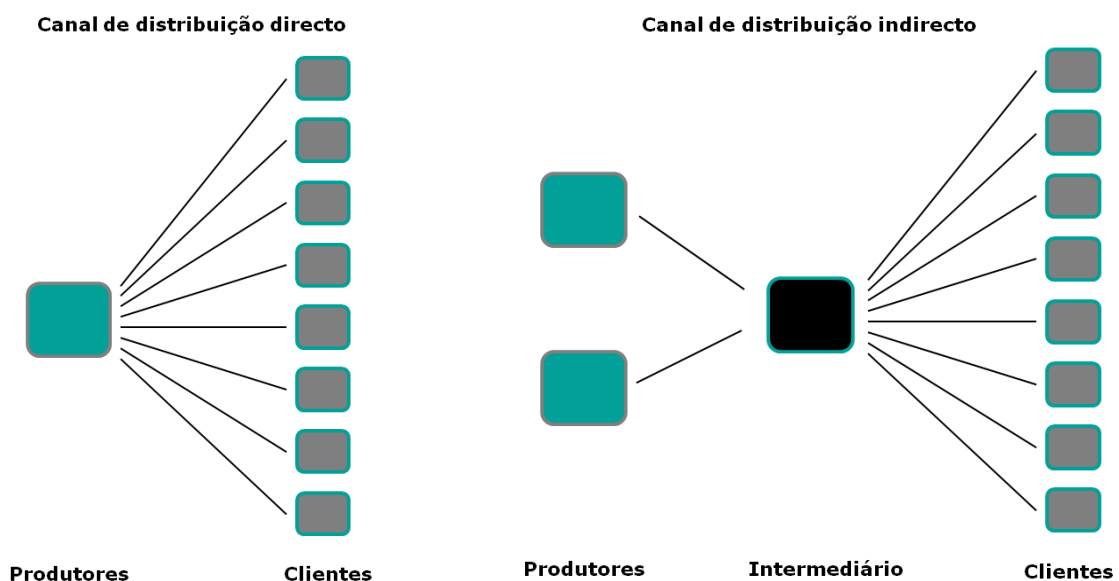 Canal de distribuição directo
Canal de distribuição indirecto
Produtores
Clientes
Produtores
Intermediário
Clientes